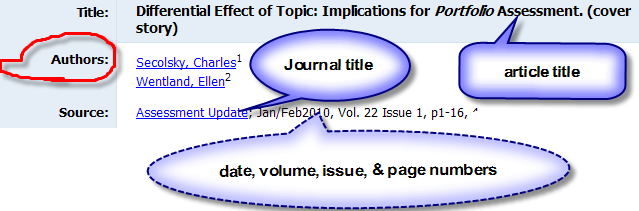 Title: Differential Effect of Topic: Implications for Portfolio Assessment. (cover
story)
Authors: Secolsky, Charles1
Wentland, Ellen2
Journal title
article title
Source: Assessment Update; Jan/Feb2010, Vol. 22 Issue 1, p1-16,
date, volume, issue, & page numbers